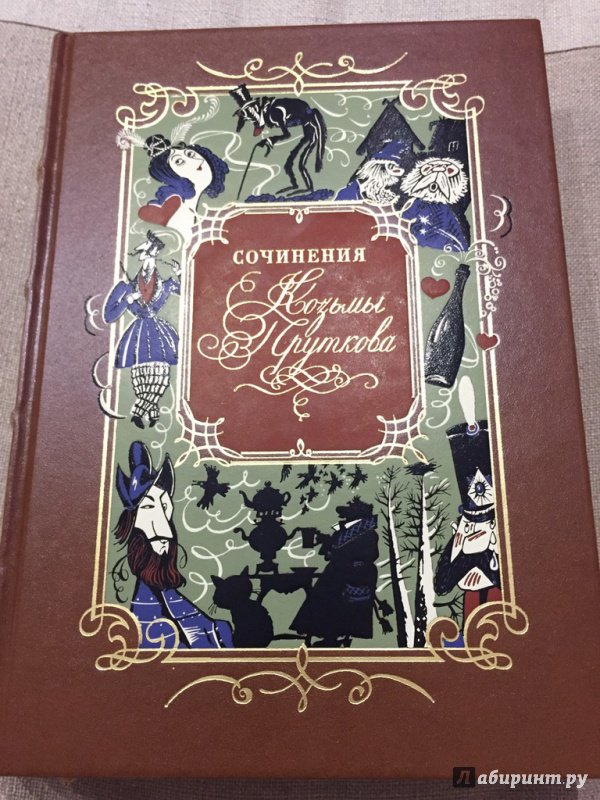 СОЧИНЕНИЯ
Козьмы
Пруткова
Лабиринт.ру